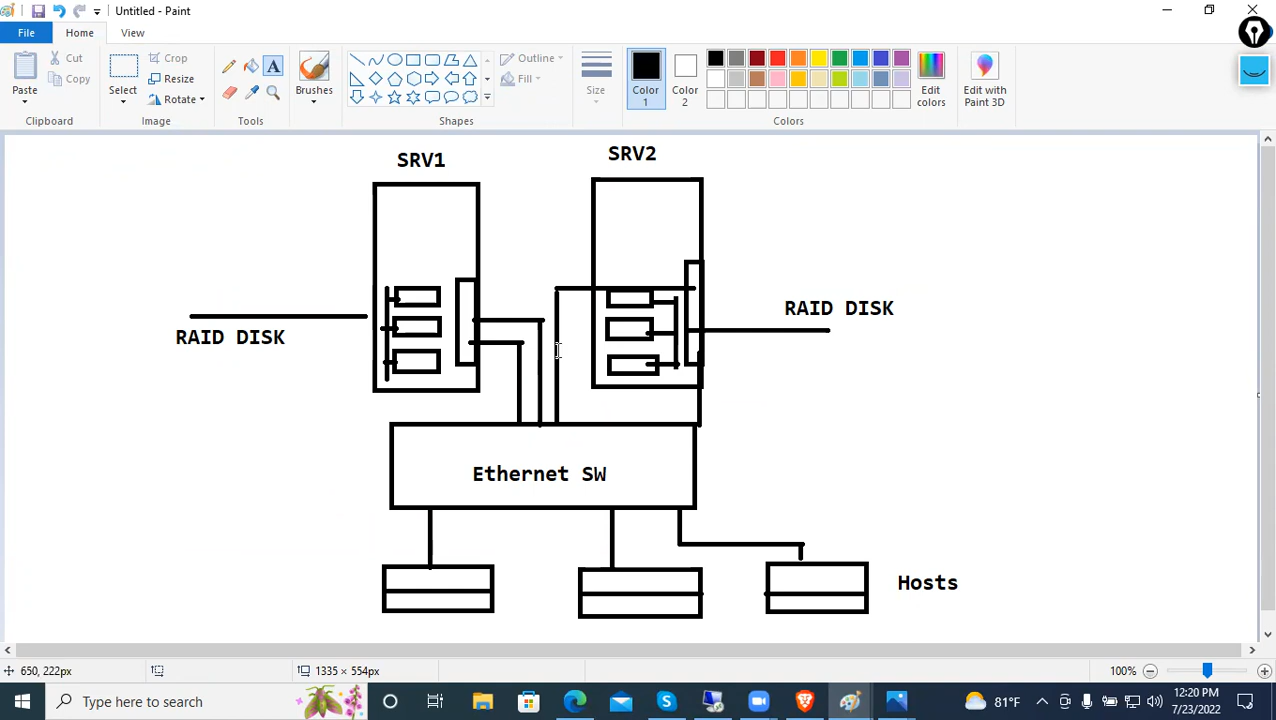 Untitled - Paint
File
Home
View
Paste
Cut
Copy
Clipboard
Select
Crop
Resize
Rotate
Image
A
Tools
Brushes
Shapes
Outline
Fill
Size
Color
1
Color
2
Colors
Edit
colors
Edit with
Paint 3D
SRV1
SRV2
RAID DISK
RAID DISK
Ethernet SW
Hosts
650, 222px
1335 × 554px
100%
Type here to search
81°F
12:20 PM
7/23/2022